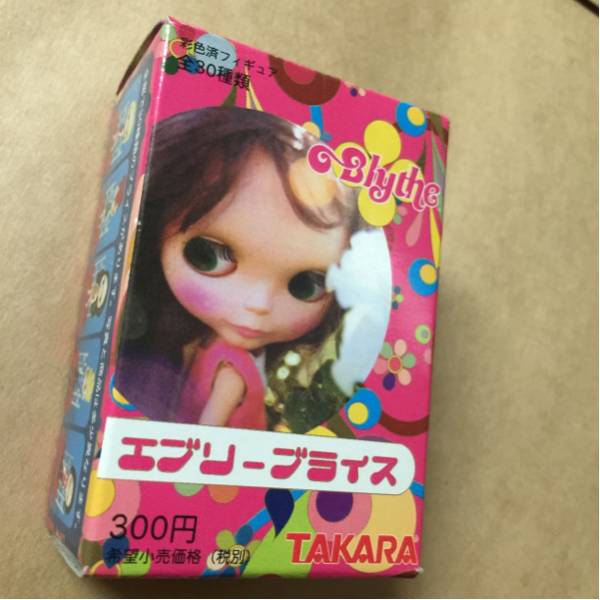 彩色済フィギュア
全30種類
Blythe
エブリーブライス
300円
希望小売価格(税別)
TAKARA